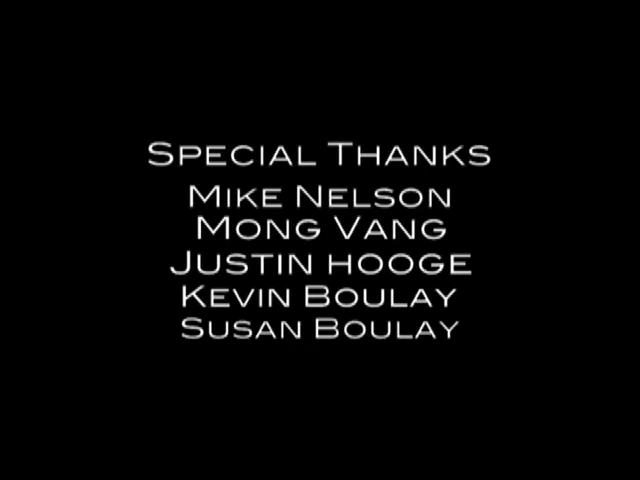 Special Thanks
Mike Nelson
Mong Vang
Justin hooge
Kevin Boulay
Susan Boulay